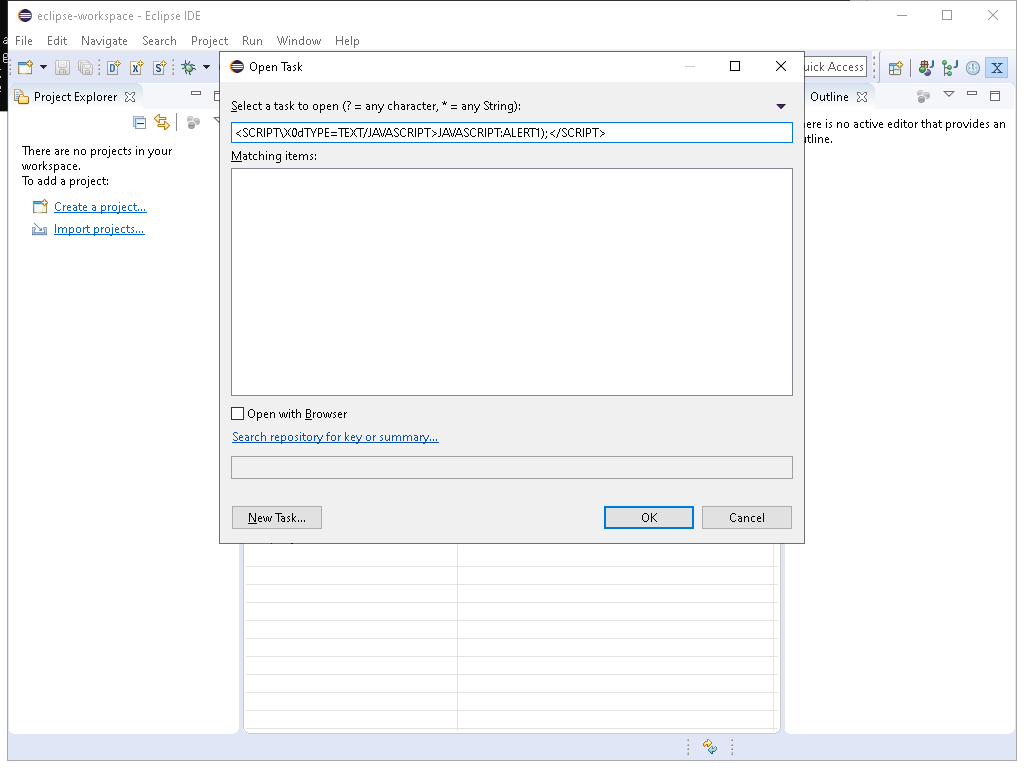 eclipse-workspace - Eclipse IDE
File Edit Navigate Search Project Run Window Help
Open Task
uick Access
Project Explorer
Outline
Select a task to open (? = any character, * = any String):
<SCRIPT\X0dTYPE=TEXT/JAVASCRIPT>JAVASCRIPT:ALERT1);</SCRIPT>
ere is no active editor that provides an
utline.
Matching items:
There are no projects in your
workspace.
To add a project:
Create a project...
Import projects...
Open with Browser
Search repository for key or summary...
New Task...
OK
Cancel